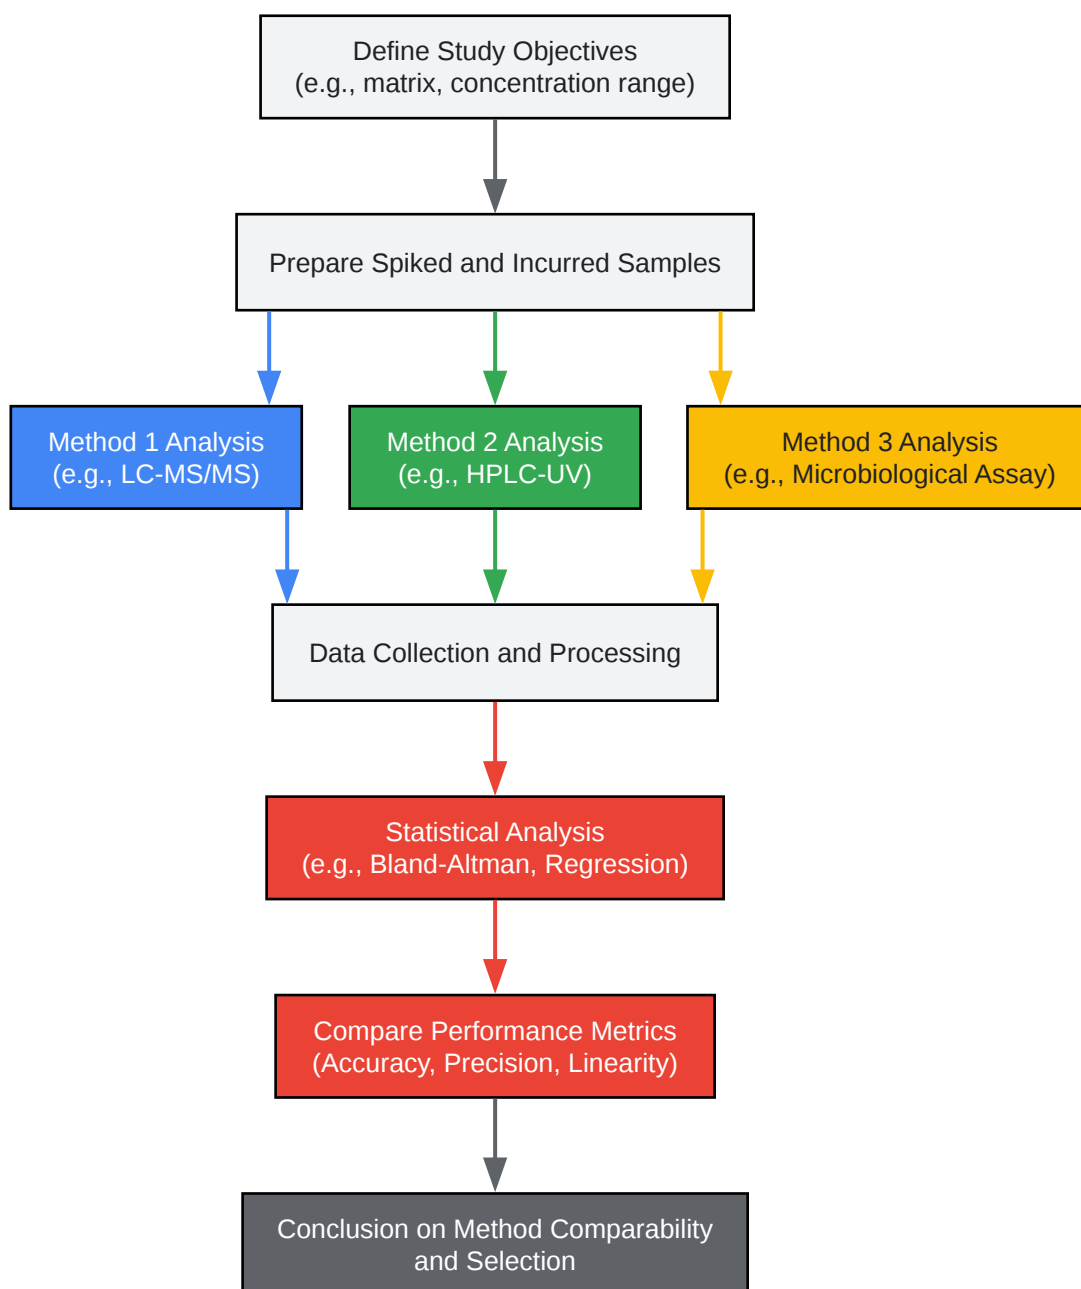 Define Study Objectives
(e.g., matrix, concentration range)
Prepare Spiked and Incurred Samples
Method 1 Analysis
(e.g., LC-MS/MS)
Method 2 Analysis
(e.g., HPLC-UV)
Method 3 Analysis
(e.g., Microbiological Assay)
Data Collection and Processing
Statistical Analysis
(e.g., Bland-Altman, Regression)
Compare Performance Metrics
(Accuracy, Precision, Linearity)
Conclusion on Method Comparability
and Selection